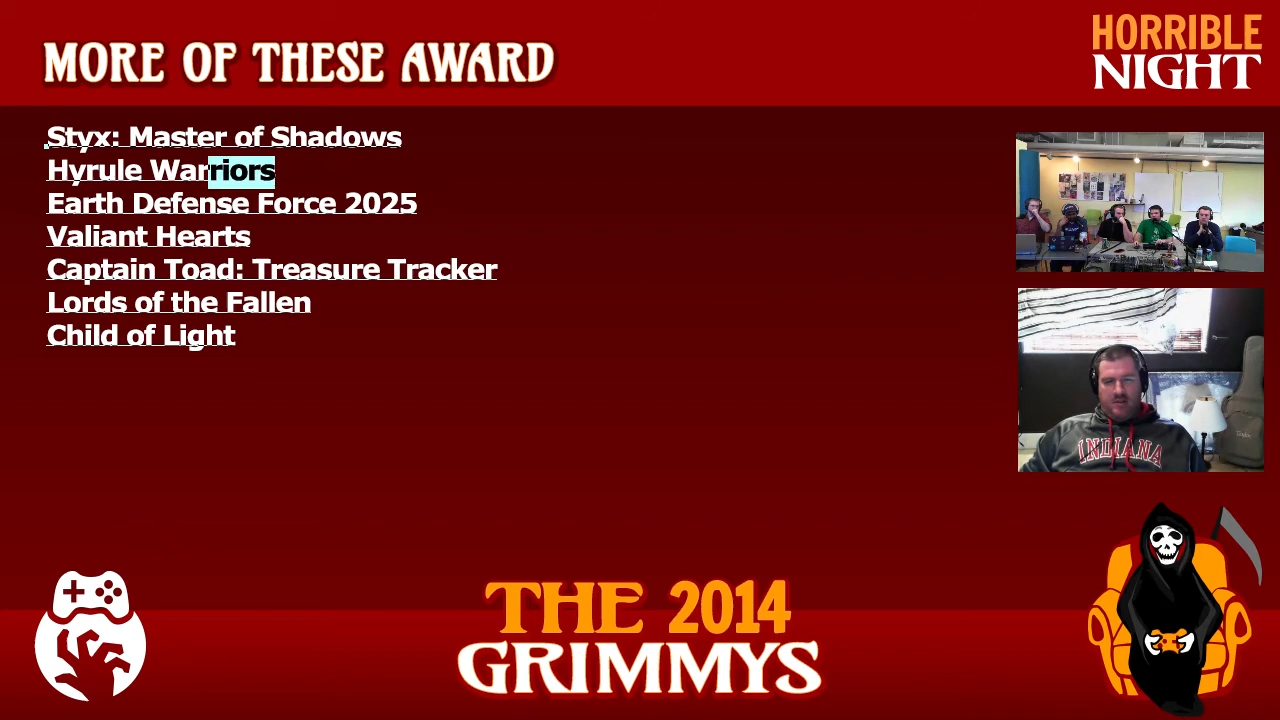 MORE OF THESE AWARD
HORRIBLE
NIGHT
Styx: Master of Shadows
Hyrule Warriors
Earth Defense Force 2025
Valiant Hearts
Captain Toad: Treasure Tracker
Lords of the Fallen
Child of Light
INDIANA
THE 2014
GRIMMYS